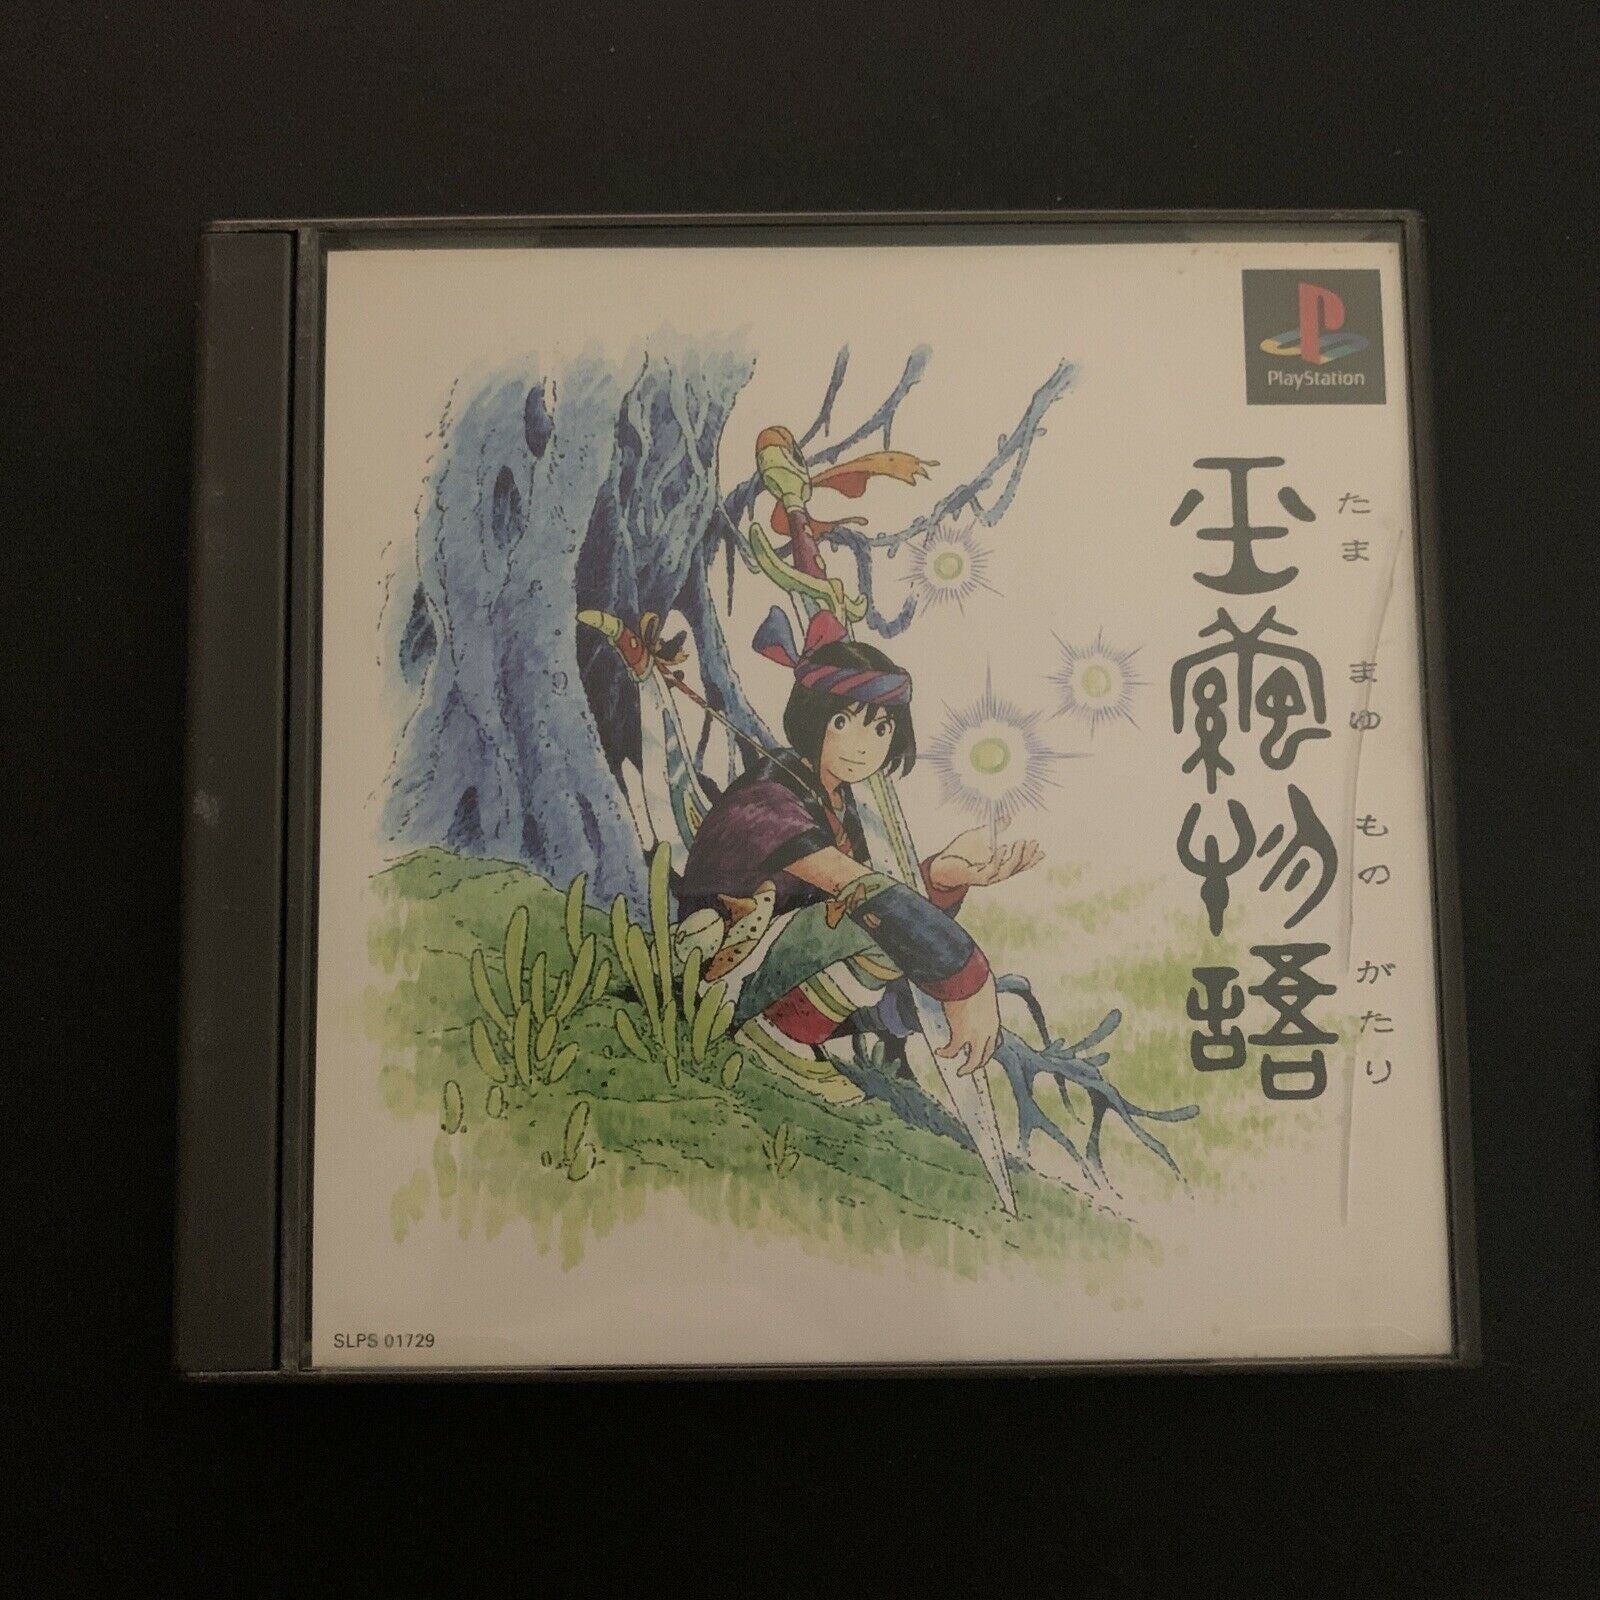 PlayStation
玉繭物語
たま まゆ もの がたり
SLPS 01729